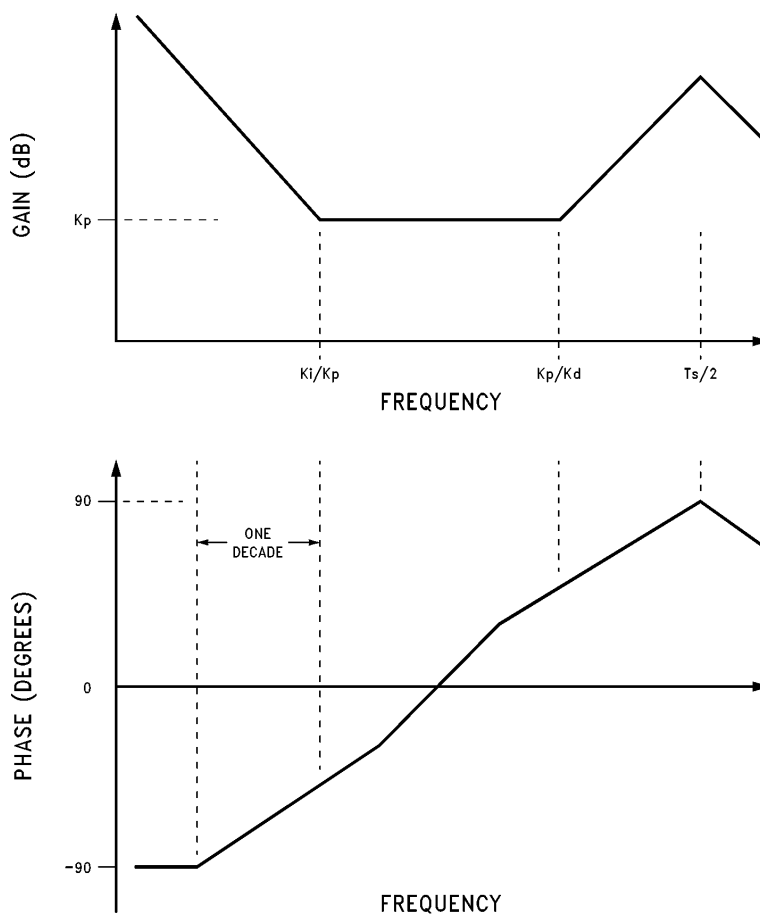 GAIN (dB)
Kp
Ki/Kp
Kp/Kd
Ts/2
FREQUENCY
90
ONE
DECADE
PHASE (DEGREES)
0
-90
FREQUENCY